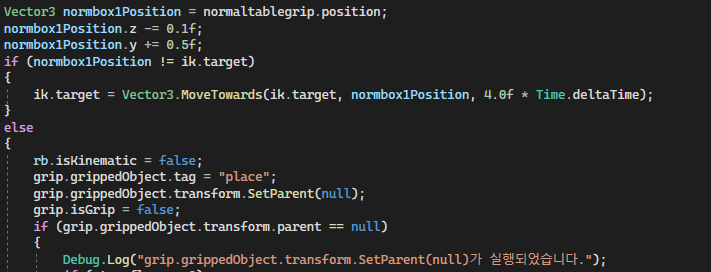 Vector3 normbox1Position = normaltablegrip.position;
normbox1Position.z -= 0.1f;
normbox1Position.y += 0.5f;
if (normbox1Position != ik.target)
{
ik.target = Vector3.MoveTowards(ik.target, normbox1Position, 4.0f * Time.deltaTime);
}
else
{
rb.isKinematic = false;
grip.grippedObject.tag = "place";
grip.grippedObject.transform.SetParent(null);
grip.isGrip = false;
if (grip.grippedObject.transform.parent == null)
{
Debug.Log("grip.grippedObject.transform.SetParent(null)가 실행되었습니다.");